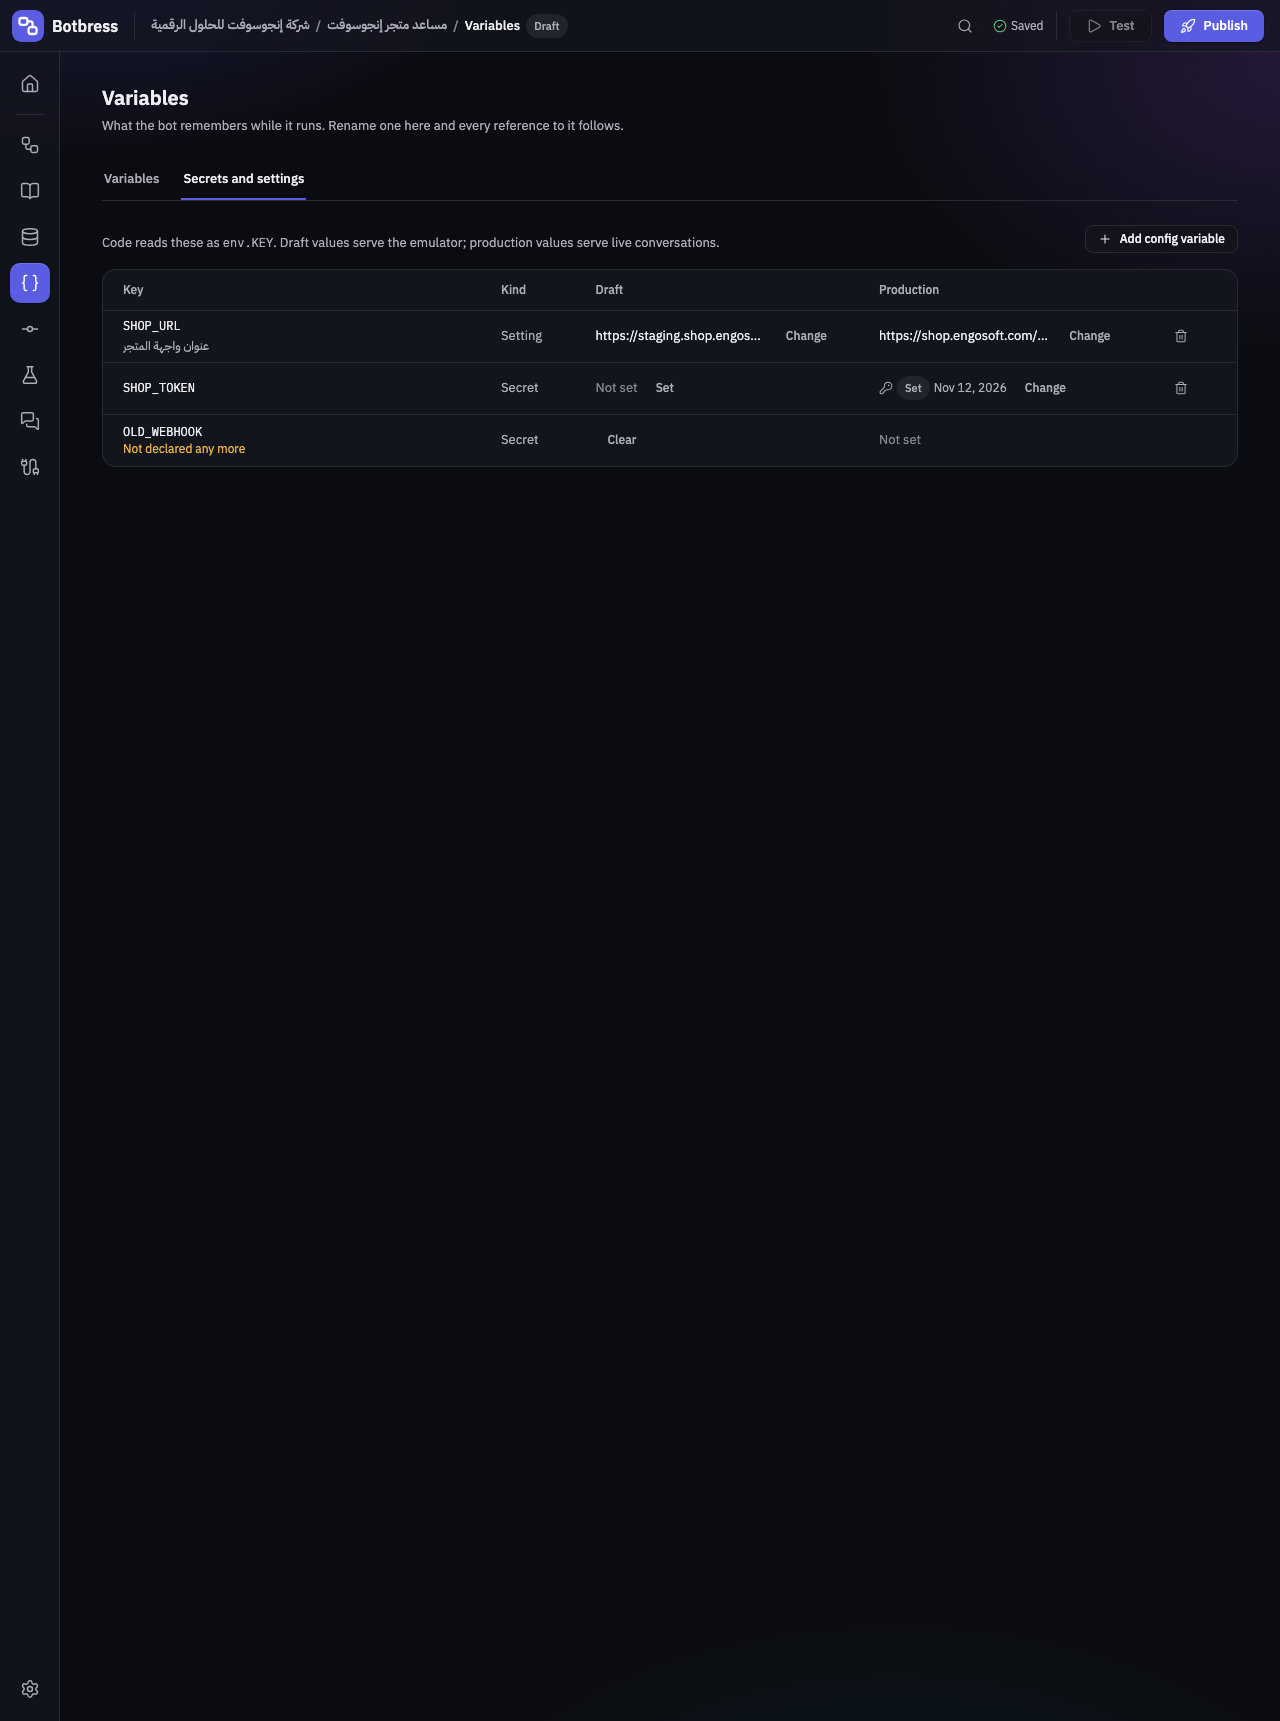 Botbress
شركة إنجوسوفت للحلول الرقمية / مساعد متجر إنجوسوفت / Variables Draft
Saved
Test
Publish
Variables
What the bot remembers while it runs. Rename one here and every reference to it follows.
Variables Secrets and settings
Code reads these as env.KEY. Draft values serve the emulator; production values serve live conversations.
Add config variable
Key Kind Draft Production
SHOP_URL
عنوان واجهة المتجر
Setting https://staging.shop.engos... Change https://shop.engosoft.com/... Change
SHOP_TOKEN Secret Not set Set Set Nov 12, 2026 Change
OLD_WEBHOOK
Not declared any more
Secret Clear Not set